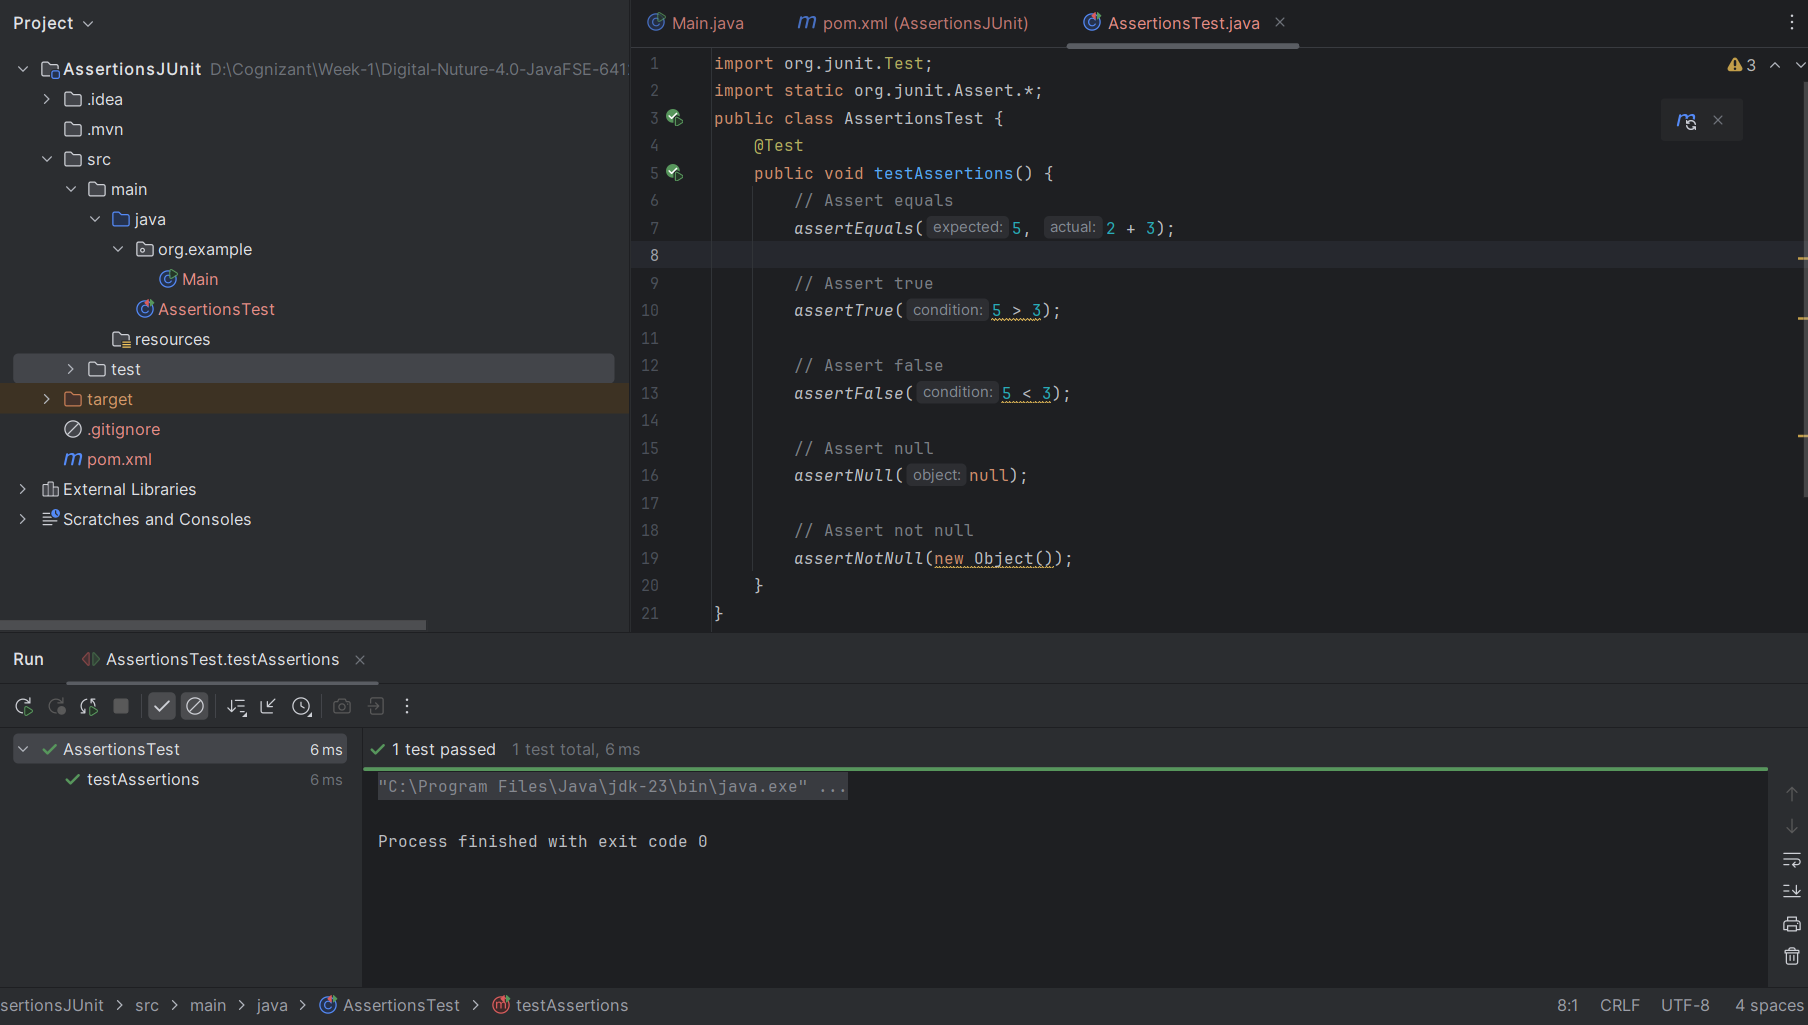 Project
AssertionsJUnit D:\Cognizant\Week-1\Digital-Nuture-4.0-JavaFSE-641
.idea
.mvn
src
main
java
org.example
Main
AssertionsTest
resources
test
target
.gitignore
pom.xml
External Libraries
Scratches and Consoles
Main.java
pom.xml (AssertionsJUnit)
AssertionsTest.java
3
1 import org.junit.Test;
2 import static org.junit.Assert.*;
3 public class AssertionsTest {
4 @Test
5 public void testAssertions() {
6 // Assert equals
7 assertEquals( expected: 5, actual: 2 + 3);
8
9 // Assert true
10 assertTrue( condition: 5 > 3);
11
12 // Assert false
13 assertFalse( condition: 5 < 3);
14
15 // Assert null
16 assertNull( object: null);
17
18 // Assert not null
19 assertNotNull(new Object());
20 }
21 }
Run AssertionsTest.testAssertions
AssertionsTest 6 ms
testAssertions 6 ms
1 test passed 1 test total, 6 ms
"C:\Program Files\Java\jdk-23\bin\java.exe" ...
Process finished with exit code 0
sertionsJUnit > src > main > java > AssertionsTest > testAssertions
8:1 CRLF UTF-8 4 spaces